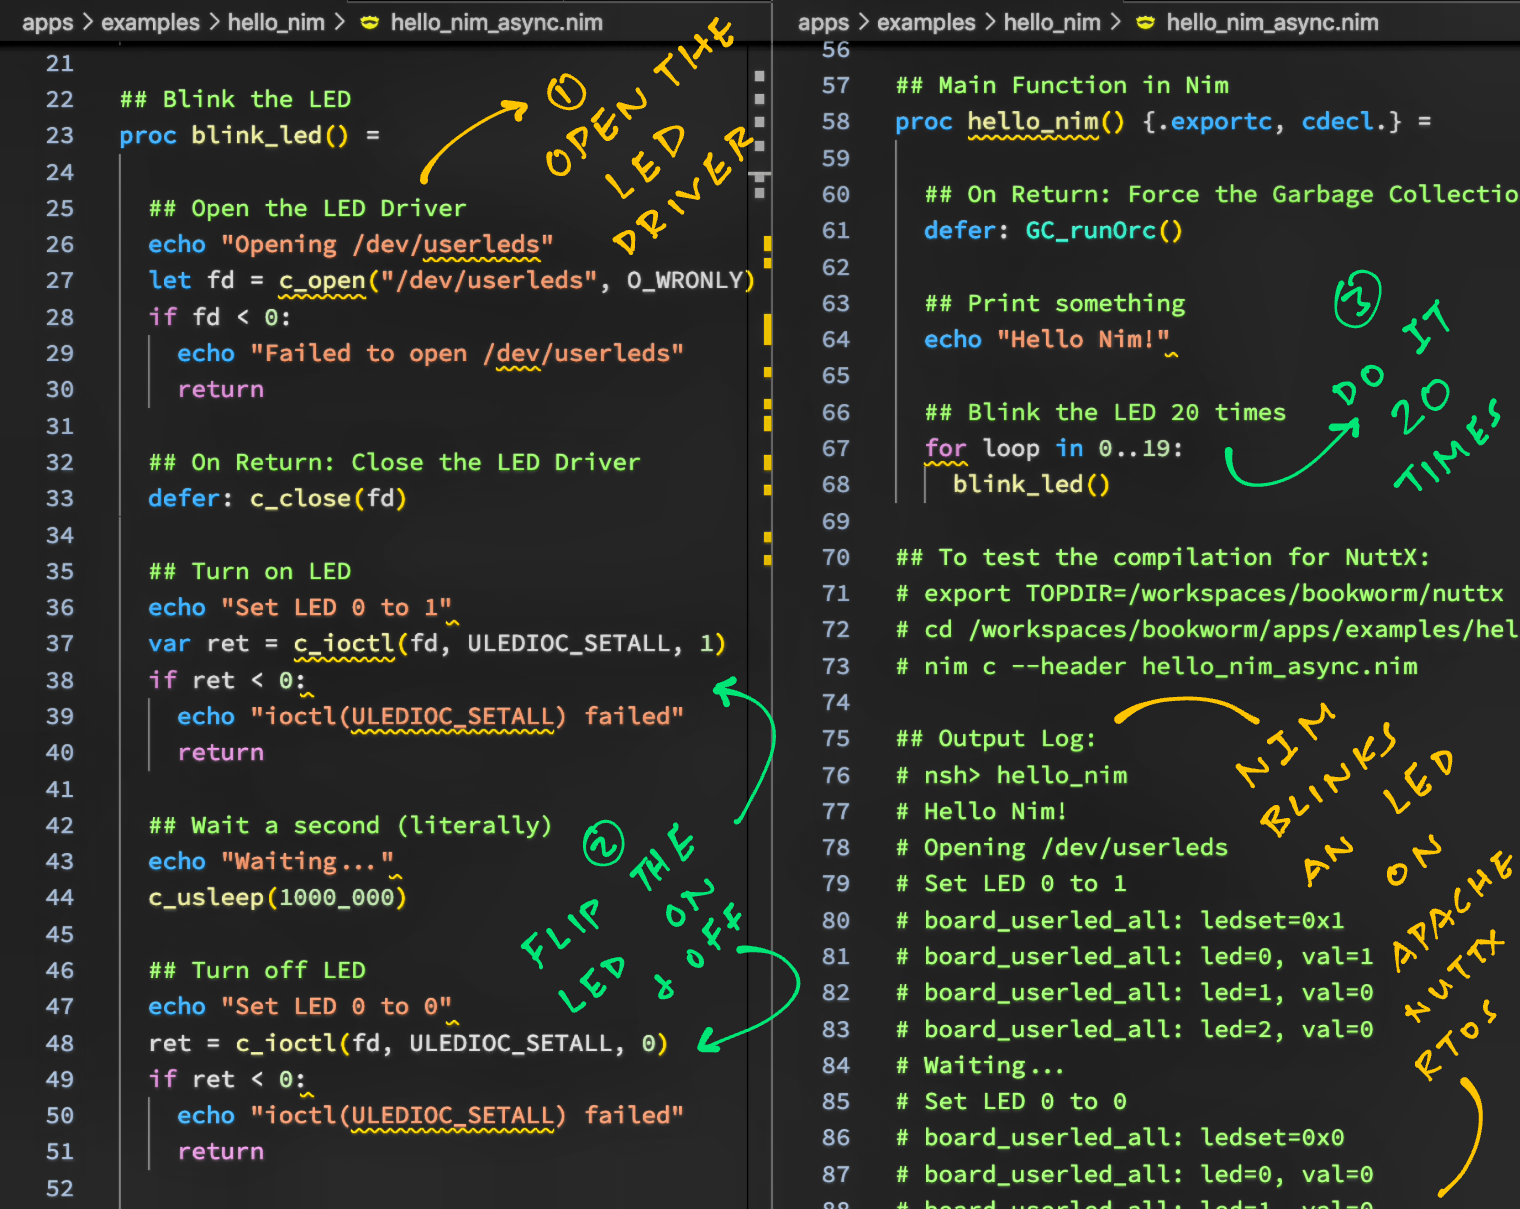 apps > examples > hello_nim > hello_nim_async.nim
21
22 ## Blink the LED
23 proc blink_led() =
24
25 ## Open the LED Driver
26 echo "Opening /dev/userleds"
27 let fd = c_open("/dev/userleds", O_WRONLY)
28 if fd < 0:
29 echo "Failed to open /dev/userleds"
30 return
31
32 ## On Return: Close the LED Driver
33 defer: c_close(fd)
34
35 ## Turn on LED
36 echo "Set LED 0 to 1"
37 var ret = c_ioctl(fd, ULEDIOC_SETALL, 1)
38 if ret < 0:
39 echo "ioctl(ULEDIOC_SETALL) failed"
40 return
41
42 ## Wait a second (literally)
43 echo "Waiting..."
44 c_usleep(1000_000)
45
46 ## Turn off LED
47 echo "Set LED 0 to 0"
48 ret = c_ioctl(fd, ULEDIOC_SETALL, 0)
49 if ret < 0:
50 echo "ioctl(ULEDIOC_SETALL) failed"
51 return
52
① OPEN THE
LED
DRIVER
② FLIP THE
LED ON
& OFF
apps > examples > hello_nim > hello_nim_async.nim
56
57 ## Main Function in Nim
58 proc hello_nim() {.exportc, cdecl.} =
59
60 ## On Return: Force the Garbage Collectio
61 defer: GC_runOrc()
62
63 ## Print something
64 echo "Hello Nim!"
65
66 ## Blink the LED 20 times
67 for loop in 0..19:
68 blink_led()
69
70 ## To test the compilation for NuttX:
71 # export TOPDIR=/workspaces/bookworm/nuttx
72 # cd /workspaces/bookworm/apps/examples/hel
73 # nim c --header hello_nim_async.nim
74
75 ## Output Log:
76 # nsh> hello_nim
77 # Hello Nim!
78 # Opening /dev/userleds
79 # Set LED 0 to 1
80 # board_userled_all: ledset=0x1
81 # board_userled_all: led=0, val=1
82 # board_userled_all: led=1, val=0
83 # board_userled_all: led=2, val=0
84 # Waiting...
85 # Set LED 0 to 0
86 # board_userled_all: ledset=0x0
87 # board_userled_all: led=0, val=0
88 # board_userled_all: led=1, val=0
③ DO IT
20
TIMES
NIM
BLINKS
AN LED
ON
APACHE
NUTTX
RTOS